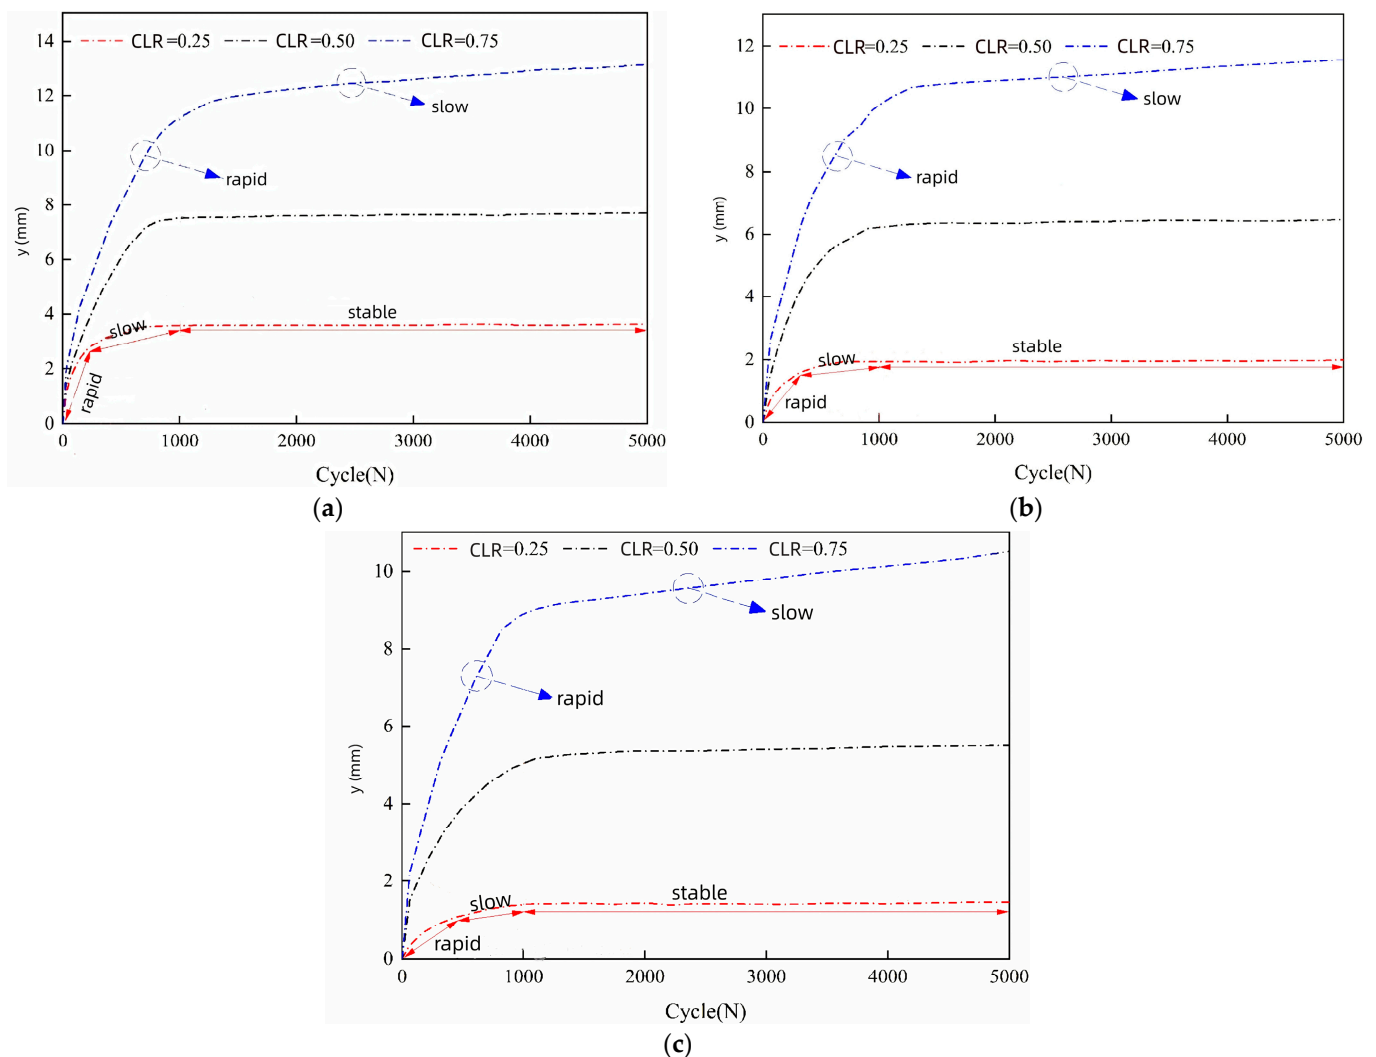 CLR=0.25 CLR=0.50 CLR=0.75
14
12
10
8
6
4
2
0
y (mm)
slow
rapid
stable
slow
rapid
0 1000 2000 3000 4000 5000
Cycle(N)
(a)
CLR=0.25 CLR=0.50 CLR=0.75
12
10
8
6
4
2
0
y (mm)
slow
rapid
stable
slow
rapid
0 1000 2000 3000 4000 5000
Cycle(N)
(b)
CLR=0.25 CLR=0.50 CLR=0.75
10
8
6
4
2
0
y (mm)
slow
rapid
stable
slow
rapid
0 1000 2000 3000 4000 5000
Cycle(N)
(c)